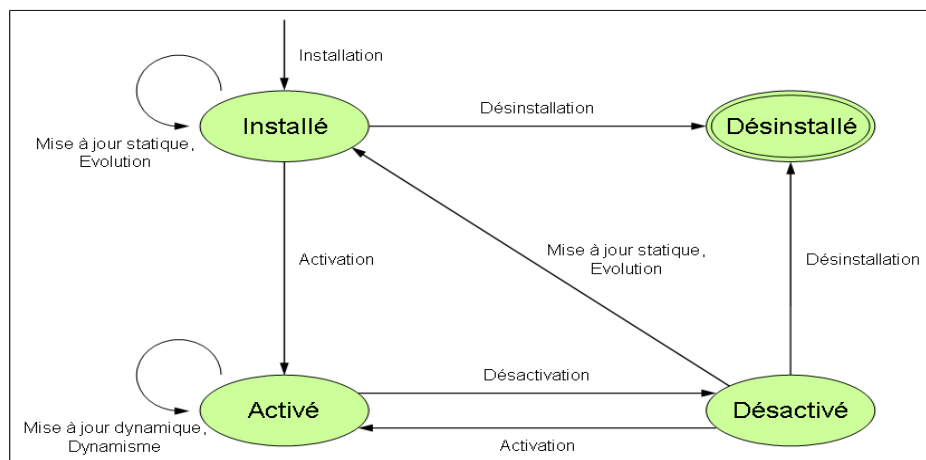 Installation
Installé
Désinstallation
Désinstallé
Mise à jour statique,
Evolution
Activation
Mise à jour statique,
Evolution
Désinstallation
Activé
Désactivation
Désactivé
Mise à jour dynamique,
Dynamisme
Activation